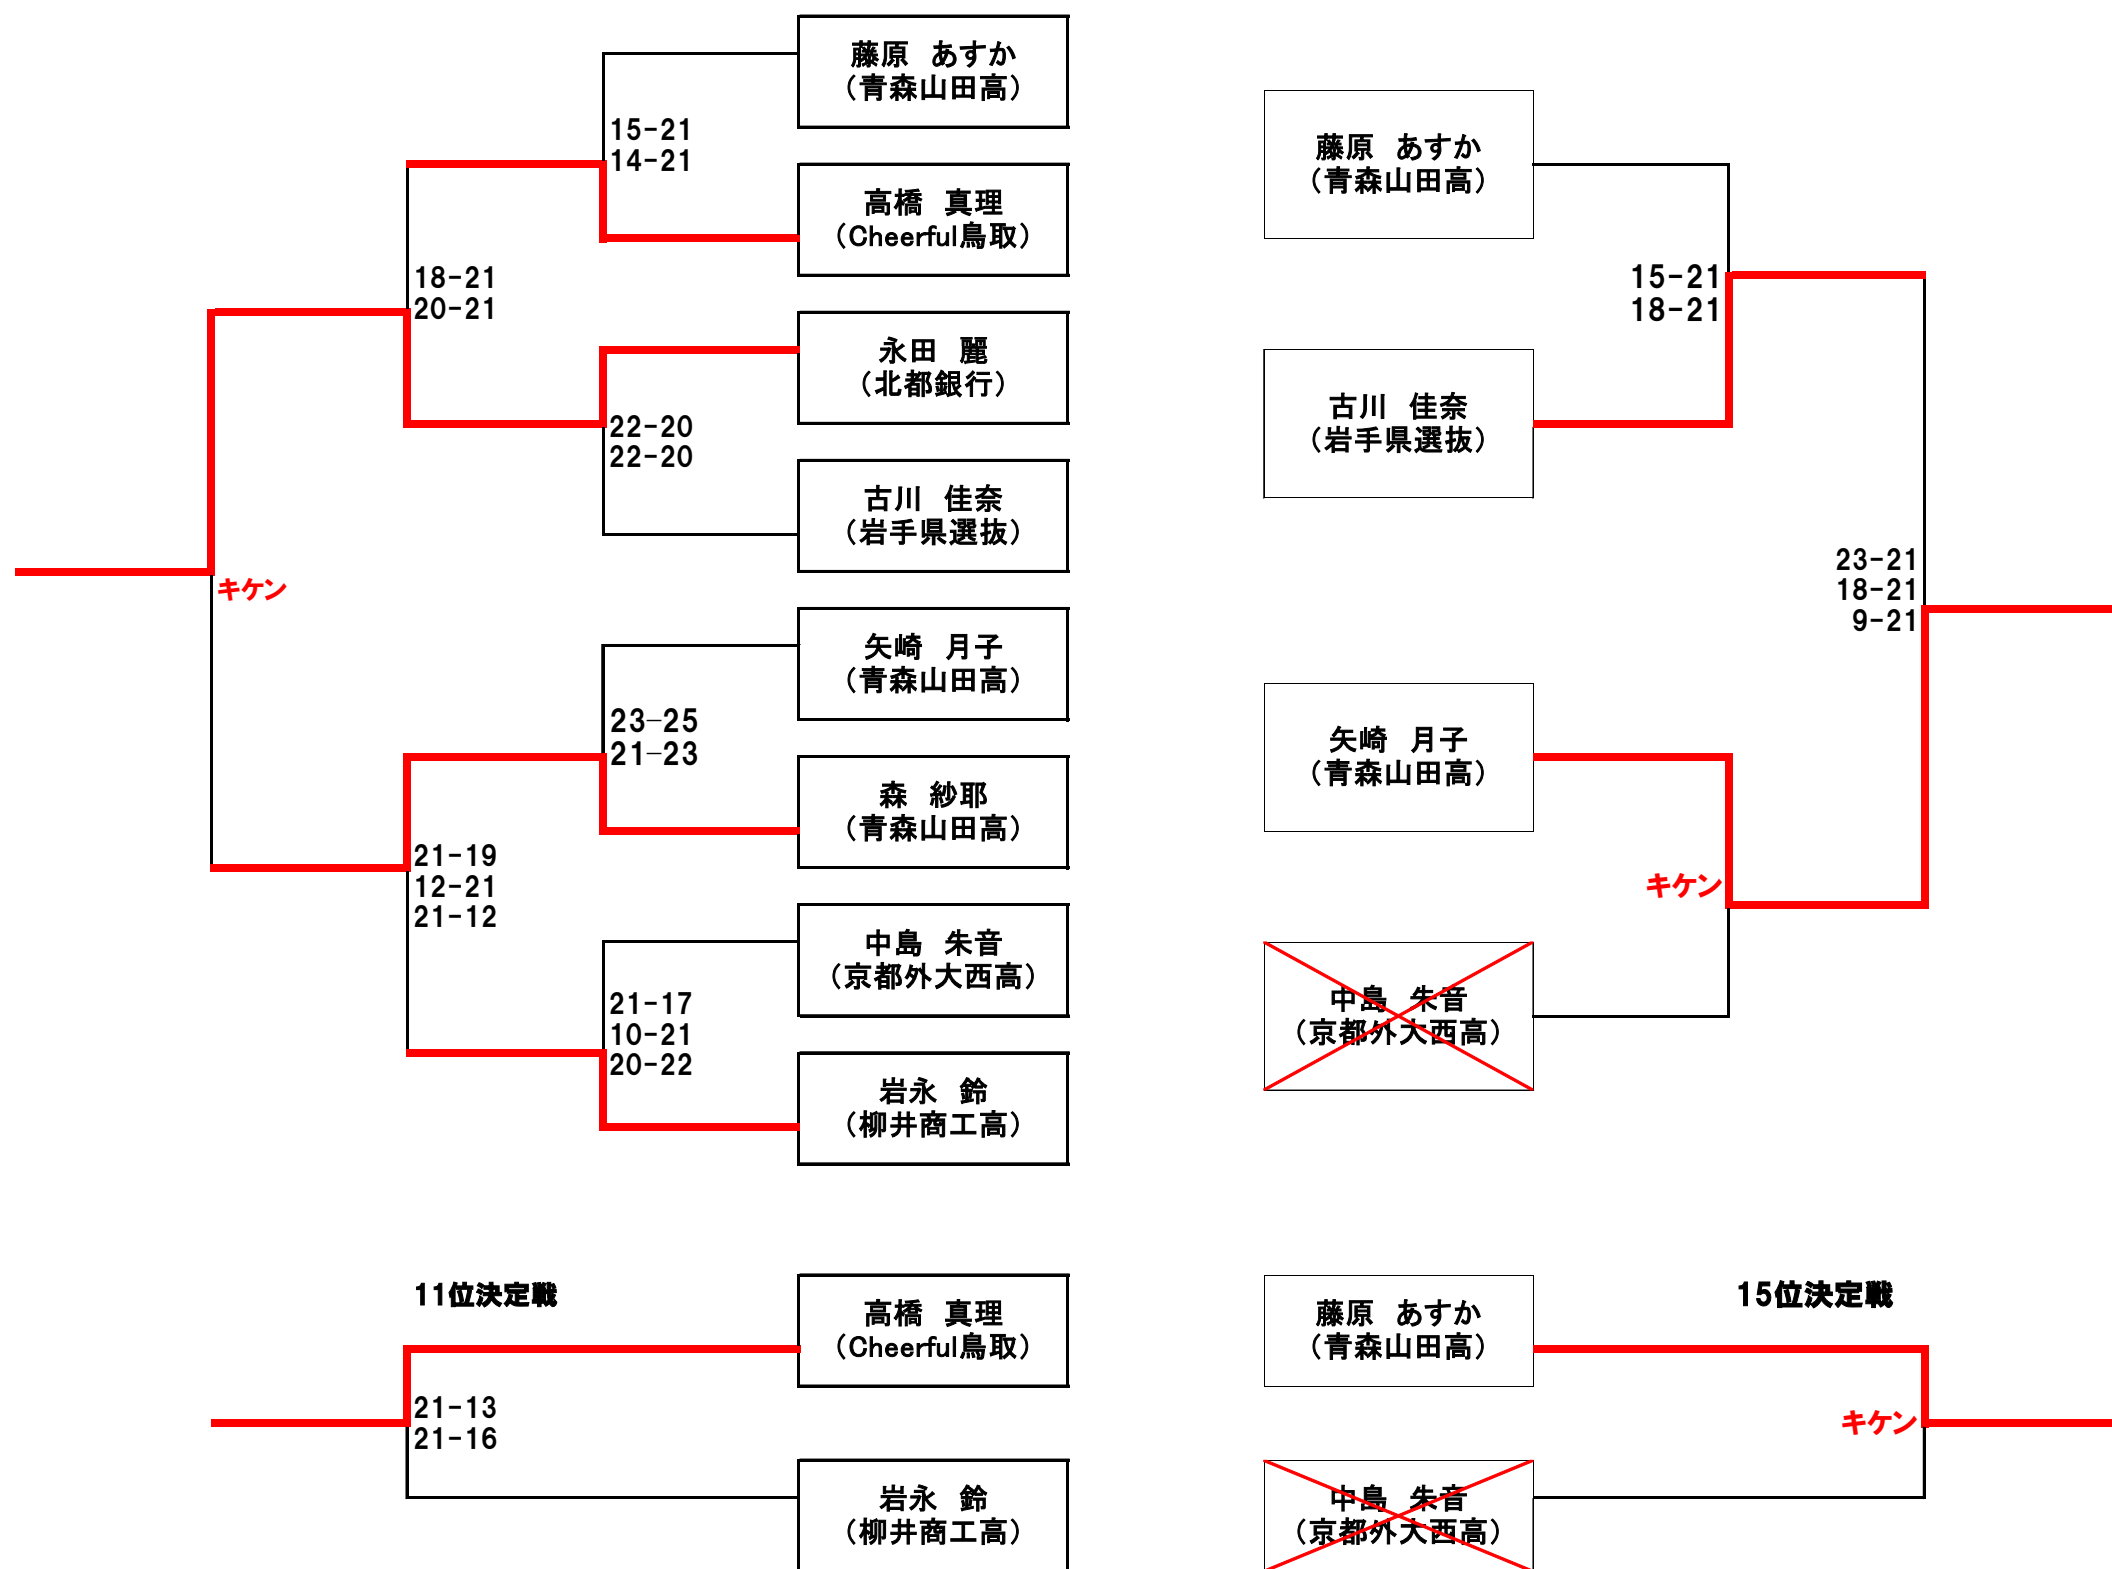 藤原　あすか
（青森山田高）
15-21
14-21
高橋　真理
（Cheerful鳥取）
18-21
20-21
永田　麗
（北都銀行）
22-20
22-20
古川　佳奈
（岩手県選抜）
キケン
矢崎　月子
（青森山田高）
23-25
21-23
森　紗耶
（青森山田高）
21-19
12-21
21-12
中島　朱音
（京都外大西高）
21-17
10-21
20-22
岩永　鈴
（柳井商工高）
藤原　あすか
（青森山田高）
15-21
18-21
古川　佳奈
（岩手県選抜）
23-21
18-21
9-21
矢崎　月子
（青森山田高）
キケン
中島　朱音
（京都外大西高）
11位決定戦
高橋　真理
（Cheerful鳥取）
21-13
21-16
岩永　鈴
（柳井商工高）
15位決定戦
藤原　あすか
（青森山田高）
キケン
中島　朱音
（京都外大西高）